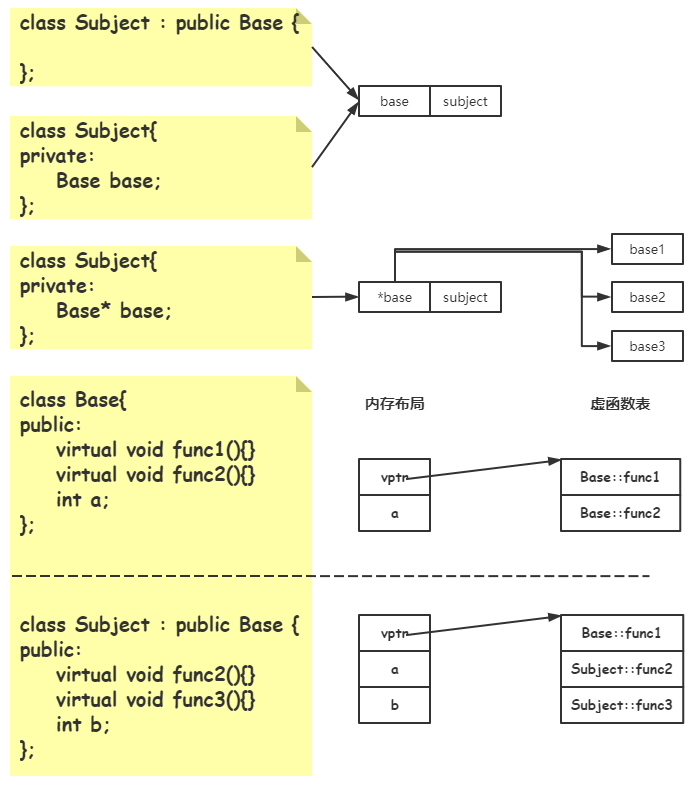 class Subject : public Base {
};
base
subject
class Subject{
private:
Base base;
};
class Subject{
private:
Base* base;
};
*base
subject
base1
base2
base3
class Base{
public:
virtual void func1(){}
virtual void func2(){}
int a;
};
内存布局
虚函数表
vptr
a
Base::func1
Base::func2
class Subject : public Base {
public:
virtual void func2(){}
virtual void func3(){}
int b;
};
vptr
a
b
Base::func1
Subject::func2
Subject::func3